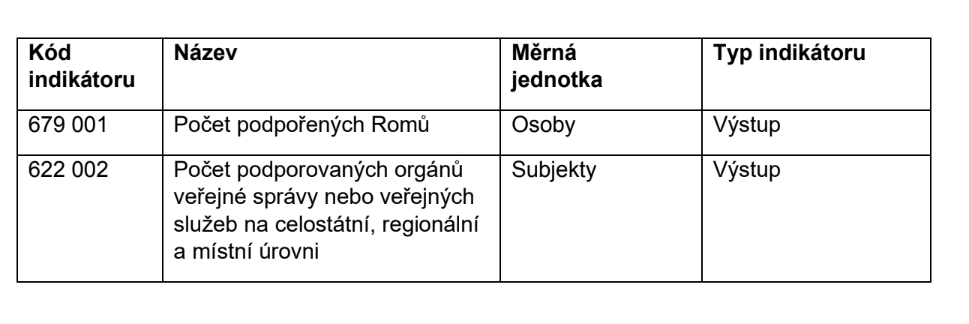 Kód indikátoru | Název | Měrná jednotka | Typ indikátoru
679 001 | Počet podpořených Romů | Osoby | Výstup
622 002 | Počet podporovaných orgánů | Subjekty | Výstup
veřejné správy nebo veřejných
služeb na celostátní, regionální
a místní úrovni